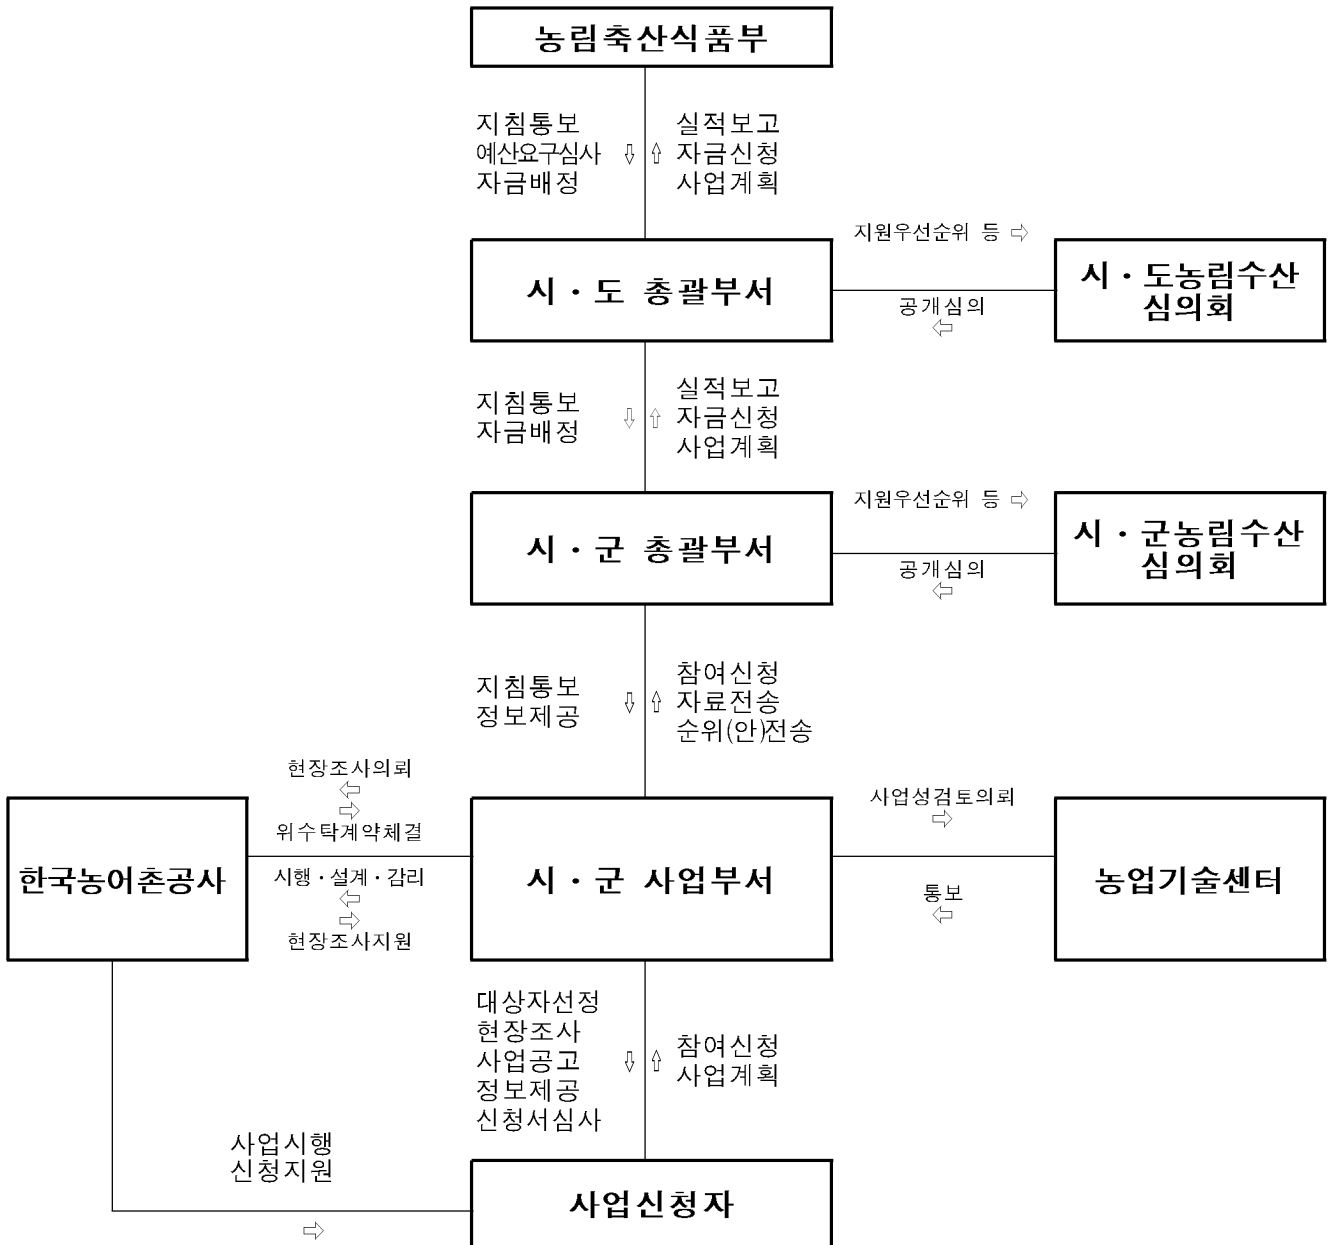 농림축산식품부
지침통보
예산요구심사
자금배정
⇩ ⇧
실적보고
자금신청
사업계획
지원우선순위 등 ⇨
시·도 총괄부서
공개심의
⇦
시·도농림수산
심의회
지침통보
자금배정
⇩ ⇧
실적보고
자금신청
사업계획
지원우선순위 등 ⇨
시·군 총괄부서
공개심의
⇦
시·군농림수산
심의회
지침통보
정보제공
⇩ ⇧
참여신청
자료전송
순위(안)전송
현장조사의뢰
⇦
⇨
위수탁계약체결
사업성검토의뢰
⇨
한국농어촌공사
시행·설계·감리
⇦
⇨
현장조사지원
시·군 사업부서
통보
⇦
농업기술센터
대상자선정
현장조사
사업공고
정보제공
신청서심사
⇩ ⇧
참여신청
사업계획
사업시행
신청지원
⇨
사업신청자